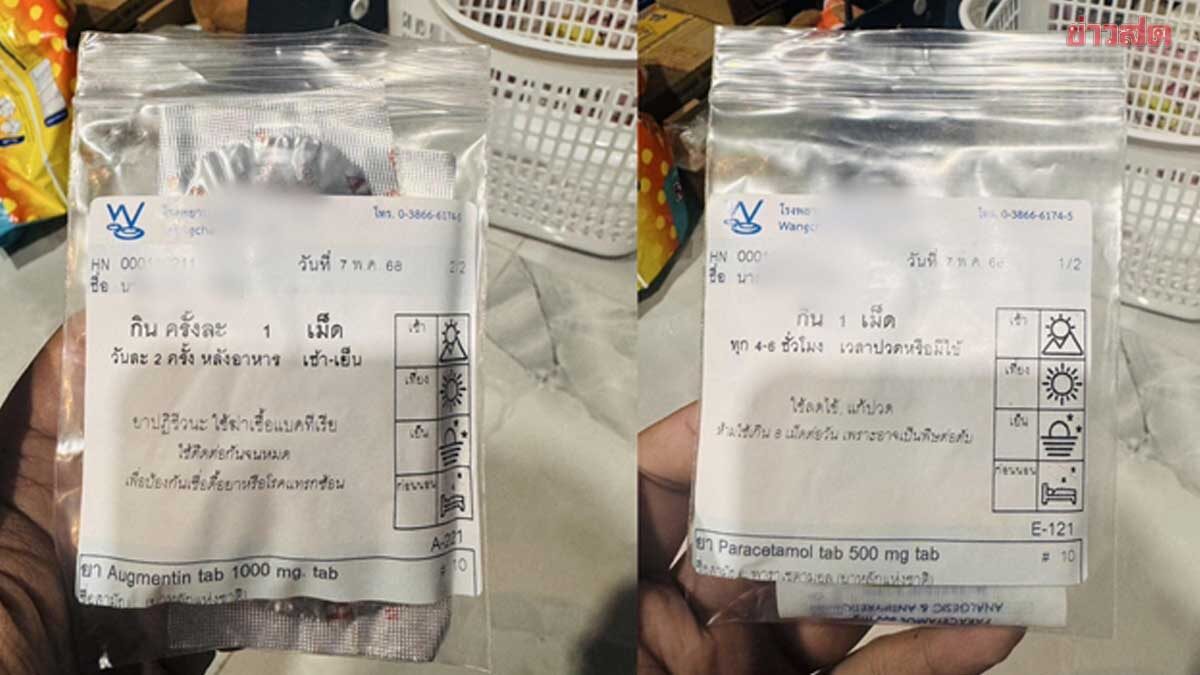 ข่าวสด
โทร. 0-3866-6174-5
HN
วันที่ 7 พ.ค. 68 2/2
ชื่อ
กิน ครั้งละ 1 เม็ด
วันละ 2 ครั้ง หลังอาหาร เช้า-เย็น
ยาปฏิชีวนะ ใช้ฆ่าเชื้อแบคทีเรีย
ใช้ติดต่อกันจนหมด
เพื่อป้องกันเชื้อดื้อยาหรือโรคแทรกซ้อน
เช้า
เที่ยง
เย็น
ก่อนนอน
ยา Augmentin tab 1000 mg. tab # 10
โทร. 0-3866-6174-5
HN 0001
วันที่ 7 พ.ค. 1/2
ชื่อ
กิน 1 เม็ด
ทุก 4-6 ชั่วโมง เวลาปวดหรือมีไข้
ใช้ลดไข้, แก้ปวด
ห้ามใช้เกิน 8 เม็ดต่อวัน เพราะอาจเป็นพิษต่อตับ
เช้า
เที่ยง
เย็น
ก่อนนอน
E-121
ยา Paracetamol tab 500 mg tab # 10
ANALGESIC & ANTIPYRETIC